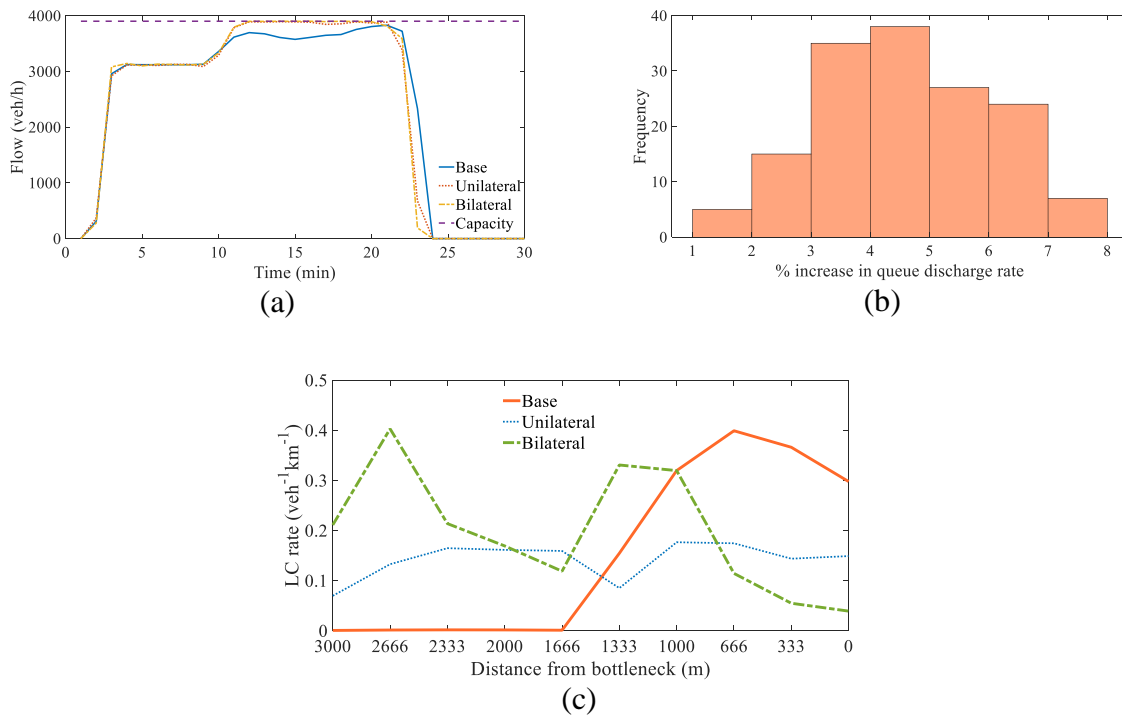 4000
3000
2000
1000
0
Flow (veh/h)
Base
Unilateral
Bilateral
Capacity
0 5 10 15 20 25 30
Time (min)
(a)
40
30
20
10
0
Frequency
1 2 3 4 5 6 7 8
% increase in queue discharge rate
(b)
0.5
0.4
0.3
0.2
0.1
0
LC rate (veh⁻¹km⁻¹)
Base
Unilateral
Bilateral
3000 2666 2333 2000 1666 1333 1000 666 333 0
Distance from bottleneck (m)
(c)